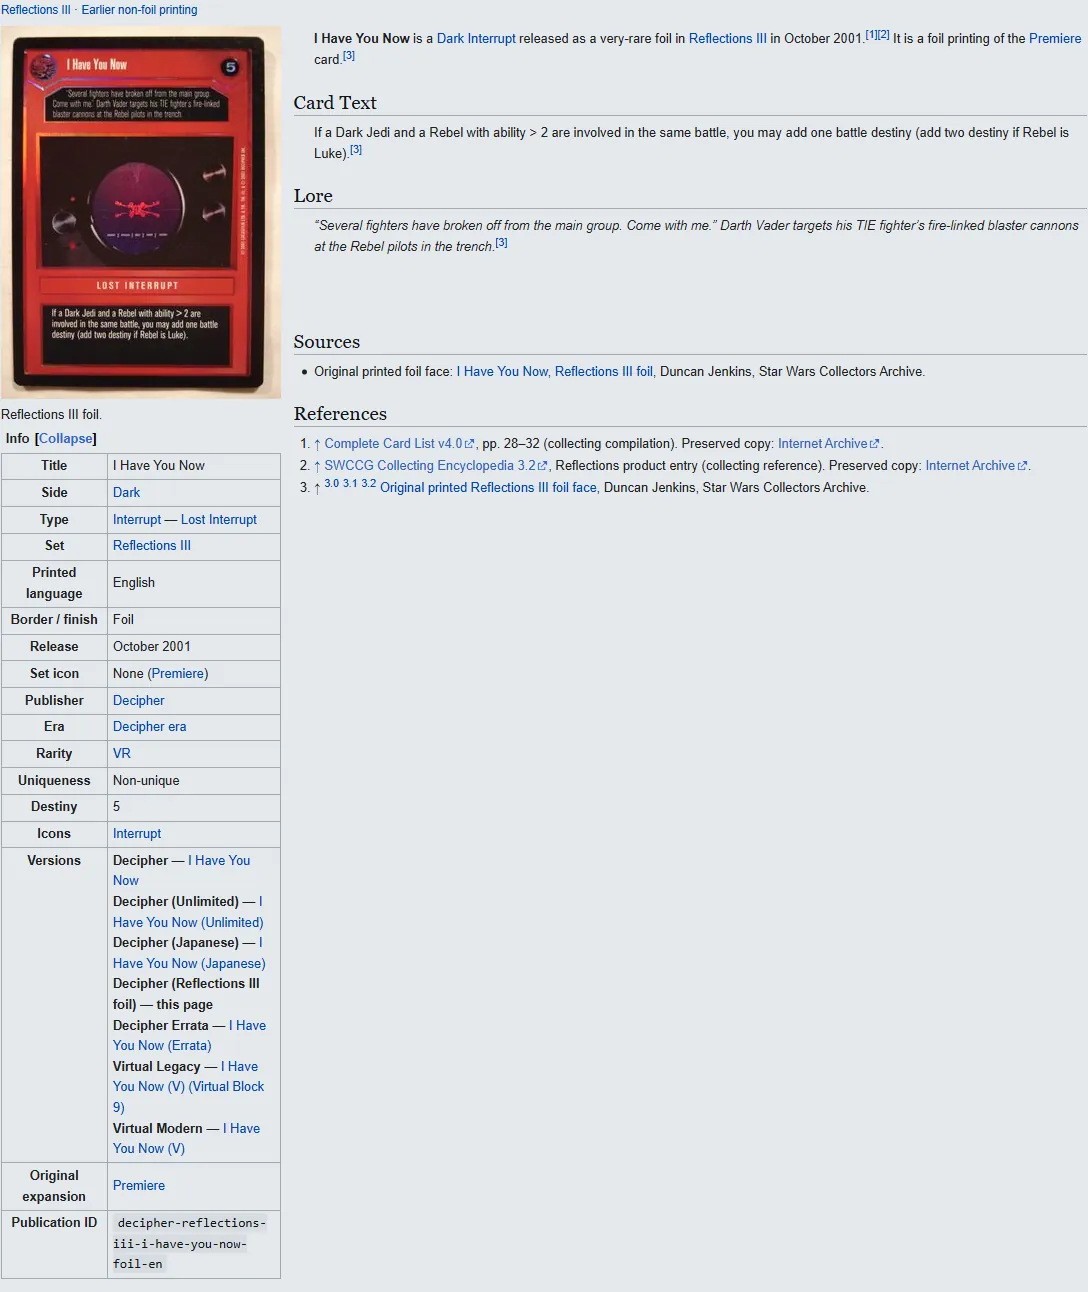 Reflections III · Earlier non-foil printing
I Have You Now
5
"Several fighters have broken off from the main group.
Come with me." Darth Vader targets his TIE fighter's fire-linked
blaster cannons at the Rebel pilots in the trench.
LOST INTERRUPT
If a Dark Jedi and a Rebel with ability > 2 are
involved in the same battle, you may add one battle
destiny (add two destiny if Rebel is Luke).
Reflections III foil.
Info [Collapse]
Title I Have You Now
Side Dark
Type Interrupt — Lost Interrupt
Set Reflections III
Printed
language English
Border / finish Foil
Release October 2001
Set icon None (Premiere)
Publisher Decipher
Era Decipher era
Rarity VR
Uniqueness Non-unique
Destiny 5
Icons Interrupt
Versions Decipher — I Have You
Now
Decipher (Unlimited) — I
Have You Now (Unlimited)
Decipher (Japanese) — I
Have You Now (Japanese)
Decipher (Reflections III
foil) — this page
Decipher Errata — I Have
You Now (Errata)
Virtual Legacy — I Have
You Now (V) (Virtual Block
9)
Virtual Modern — I Have
You Now (V)
Original
expansion Premiere
Publication ID decipher-reflections-
iii-i-have-you-now-
foil-en
I Have You Now is a Dark Interrupt released as a very-rare foil in Reflections III in October 2001.[1][2] It is a foil printing of the Premiere
card.[3]
Card Text
If a Dark Jedi and a Rebel with ability > 2 are involved in the same battle, you may add one battle destiny (add two destiny if Rebel is
Luke).[3]
Lore
“Several fighters have broken off from the main group. Come with me.” Darth Vader targets his TIE fighter’s fire-linked blaster cannons
at the Rebel pilots in the trench.[3]
Sources
• Original printed foil face: I Have You Now, Reflections III foil, Duncan Jenkins, Star Wars Collectors Archive.
References
1. ↑ Complete Card List v4.0, pp. 28–32 (collecting compilation). Preserved copy: Internet Archive.
2. ↑ SWCCG Collecting Encyclopedia 3.2, Reflections product entry (collecting reference). Preserved copy: Internet Archive.
3. ↑ 3.0 3.1 3.2 Original printed Reflections III foil face, Duncan Jenkins, Star Wars Collectors Archive.